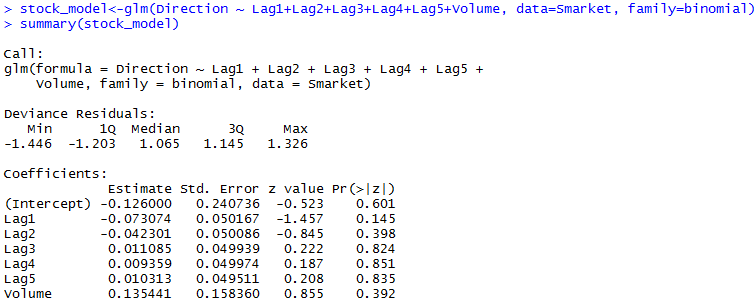 > stock_model<-glm(Direction ~ Lag1+Lag2+Lag3+Lag4+Lag5+Volume, data=Smarket, family=binomial)
> summary(stock_model)
Call:
glm(formula = Direction ~ Lag1 + Lag2 + Lag3 + Lag4 + Lag5 +
    Volume, family = binomial, data = Smarket)
Deviance Residuals:
   Min      1Q  Median      3Q     Max
-1.446  -1.203   1.065   1.145   1.326
Coefficients:
             Estimate Std. Error z value Pr(>|z|)
(Intercept) -0.126000   0.240736  -0.523    0.601
Lag1        -0.073074   0.050167  -1.457    0.145
Lag2        -0.042301   0.050086  -0.845    0.398
Lag3         0.011085   0.049939   0.222    0.824
Lag4         0.009359   0.049974   0.187    0.851
Lag5         0.010313   0.049511   0.208    0.835
Volume       0.135441   0.158360   0.855    0.392